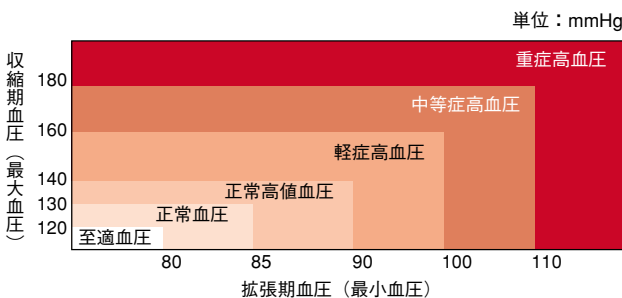 単位：mmHg
収縮期血圧（最大血圧）
180
160
140
130
120
重症高血圧
中等症高血圧
軽症高血圧
正常高値血圧
正常血圧
至適血圧
80
85
90
100
110
拡張期血圧（最小血圧）